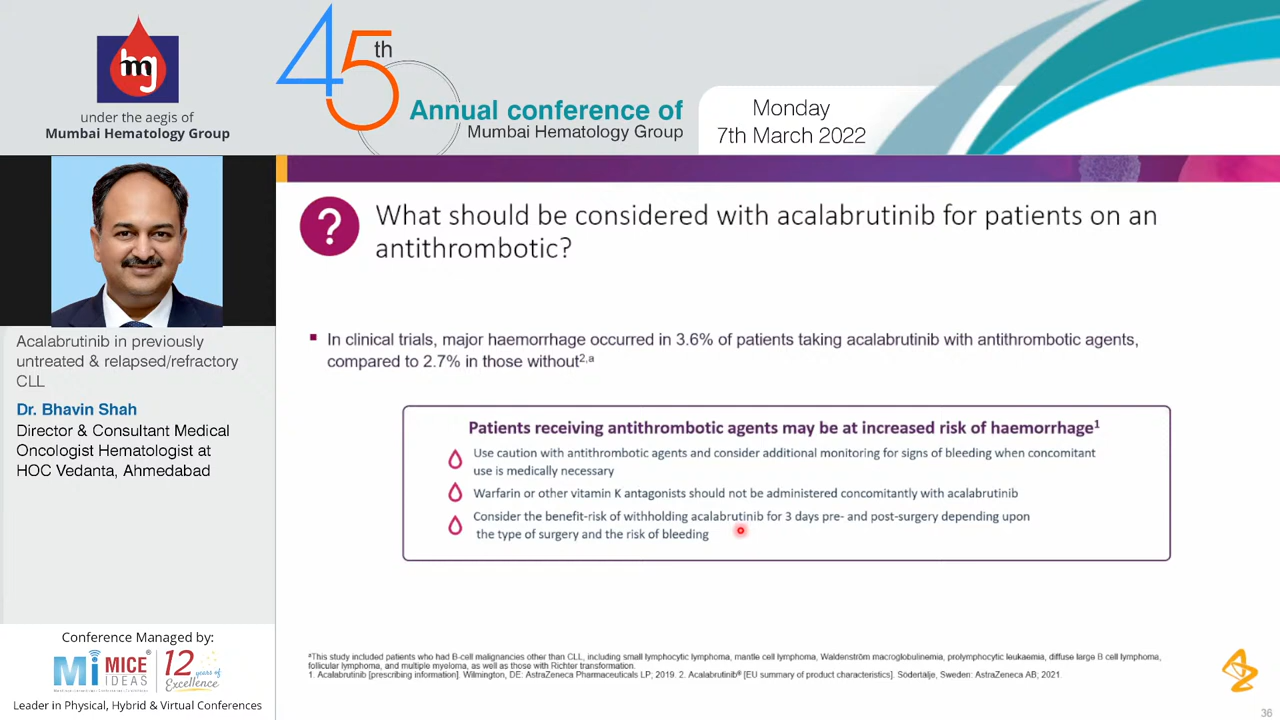 hmg
under the aegis of
Mumbai Hematology Group
45th
Annual conference of
Mumbai Hematology Group
Monday
7th March 2022
Acalabrutinib in previously
untreated & relapsed/refractory
CLL
Dr. Bhavin Shah
Director & Consultant Medical
Oncologist Hematologist at
HOC Vedanta, Ahmedabad
?
What should be considered with acalabrutinib for patients on an
antithrombotic?
In clinical trials, major haemorrhage occurred in 3.6% of patients taking acalabrutinib with antithrombotic agents,
compared to 2.7% in those without2,a
Patients receiving antithrombotic agents may be at increased risk of haemorrhage1
Use caution with antithrombotic agents and consider additional monitoring for signs of bleeding when concomitant
use is medically necessary
Warfarin or other vitamin K antagonists should not be administered concomitantly with acalabrutinib
Consider the benefit-risk of withholding acalabrutinib for 3 days pre- and post-surgery depending upon
the type of surgery and the risk of bleeding
aThis study included patients who had B-cell malignancies other than CLL, including small lymphocytic lymphoma, mantle cell lymphoma, Waldenström macroglobulinemia, prolymphocytic leukaemia, diffuse large B cell lymphoma,
follicular lymphoma, and multiple myeloma, as well as those with Richter transformation.
1. Acalabrutinib [prescribing information]. Wilmington, DE: AstraZeneca Pharmaceuticals LP; 2019. 2. Acalabrutinib® [EU summary of product characteristics]. Södertälje, Sweden: AstraZeneca AB; 2021.
36
Conference Managed by:
Mi MICE IDEAS®
12 years of Excellence
Leader in Physical, Hybrid & Virtual Conferences